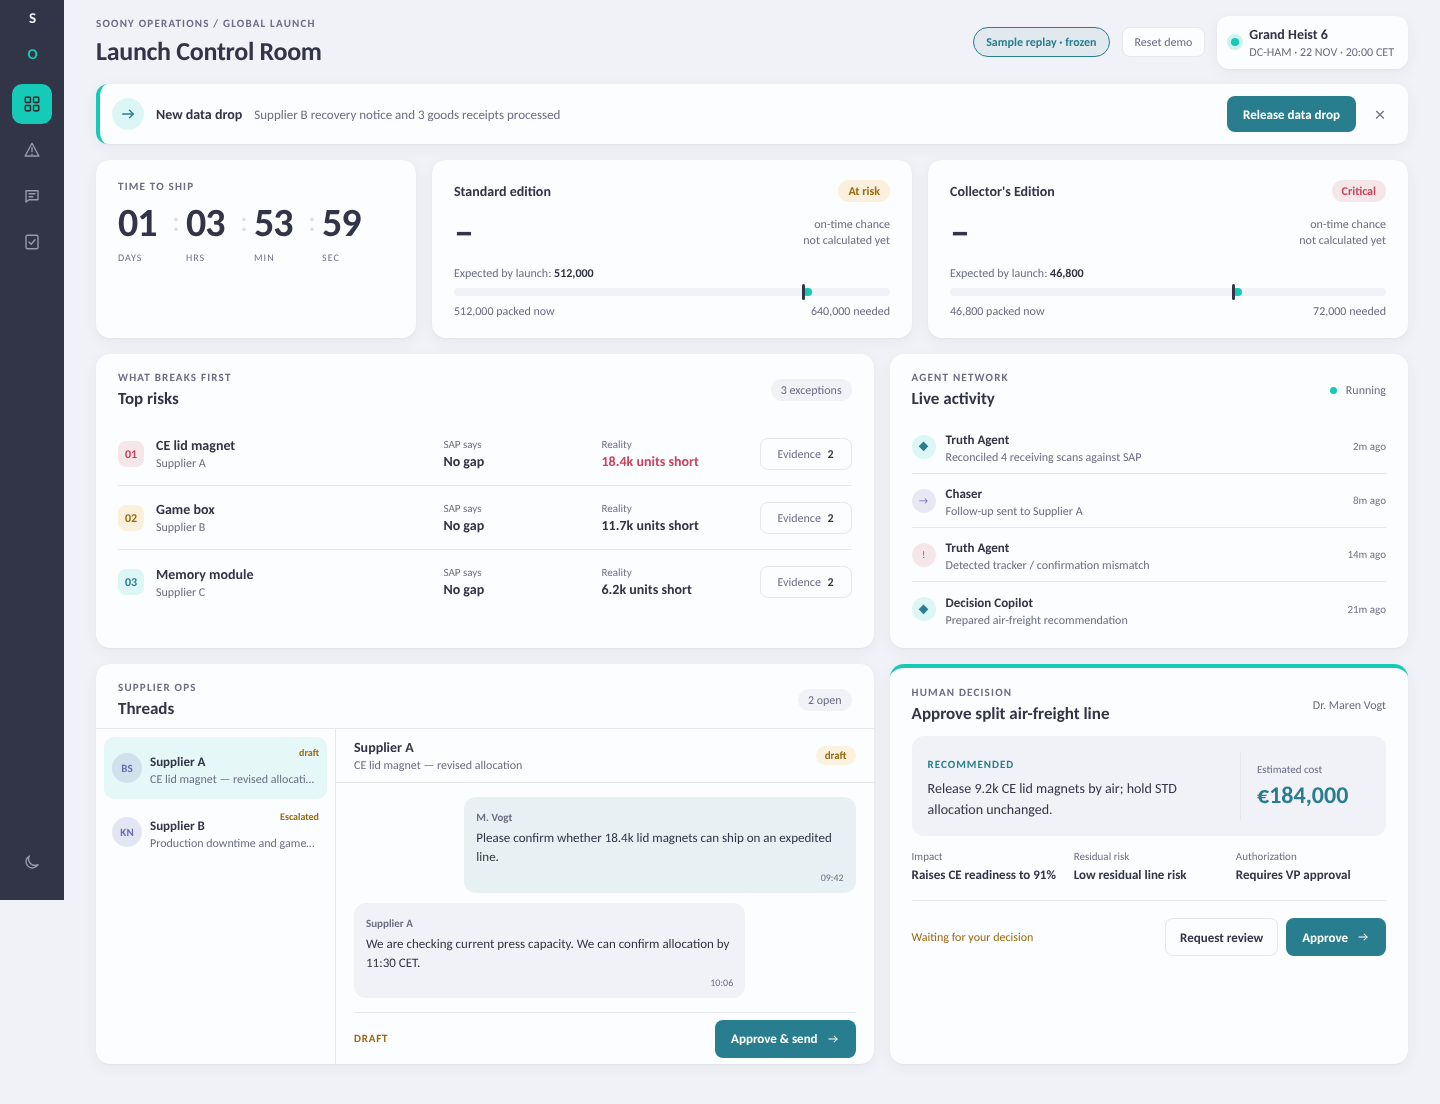 S
O
SOONY OPERATIONS / GLOBAL LAUNCH
Launch Control Room
Sample replay · frozen
Reset demo
Grand Heist 6
DC-HAM · 22 NOV · 20:00 CET
New data drop
Supplier B recovery notice and 3 goods receipts processed
Release data drop
×
TIME TO SHIP
01 : 03 : 53 : 59
DAYS HRS MIN SEC
Standard edition
At risk
–
on-time chance
not calculated yet
Expected by launch: 512,000
512,000 packed now
640,000 needed
Collector's Edition
Critical
–
on-time chance
not calculated yet
Expected by launch: 46,800
46,800 packed now
72,000 needed
WHAT BREAKS FIRST
Top risks
3 exceptions
01
CE lid magnet
Supplier A
SAP says
No gap
Reality
18.4k units short
Evidence 2
02
Game box
Supplier B
SAP says
No gap
Reality
11.7k units short
Evidence 2
03
Memory module
Supplier C
SAP says
No gap
Reality
6.2k units short
Evidence 2
AGENT NETWORK
Live activity
Running
Truth Agent
Reconciled 4 receiving scans against SAP
2m ago
Chaser
Follow-up sent to Supplier A
8m ago
!
Truth Agent
Detected tracker / confirmation mismatch
14m ago
Decision Copilot
Prepared air-freight recommendation
21m ago
SUPPLIER OPS
Threads
2 open
draft
BS
Supplier A
CE lid magnet — revised allocati...
Escalated
KN
Supplier B
Production downtime and game...
Supplier A
CE lid magnet — revised allocation
draft
M. Vogt
Please confirm whether 18.4k lid magnets can ship on an expedited
line.
09:42
Supplier A
We are checking current press capacity. We can confirm allocation by
11:30 CET.
10:06
DRAFT
Approve & send →
HUMAN DECISION
Approve split air-freight line
Dr. Maren Vogt
RECOMMENDED
Release 9.2k CE lid magnets by air; hold STD
allocation unchanged.
Estimated cost
€184,000
Impact
Raises CE readiness to 91%
Residual risk
Low residual line risk
Authorization
Requires VP approval
Waiting for your decision
Request review
Approve →